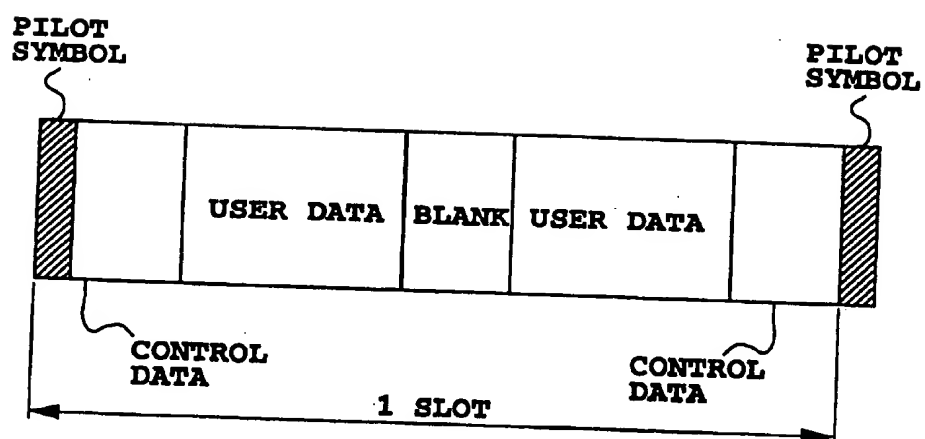 PILOT
SYMBOL
PILOT
SYMBOL
USER DATA
BLANK
USER DATA
CONTROL
DATA
CONTROL
DATA
1 SLOT